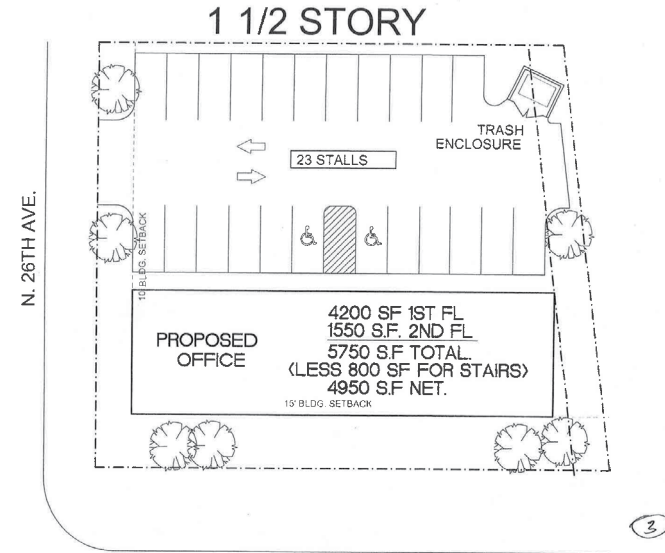 1 1/2 STORY
TRASH
ENCLOSURE
23 STALLS
N. 26TH AVE.
10' BLDG. SETBACK
PROPOSED
OFFICE
4200 SF 1ST FL
1550 S.F. 2ND FL
5750 S.F TOTAL.
<LESS 800 SF FOR STAIRS>
4950 S.F NET.
15' BLDG. SETBACK
3